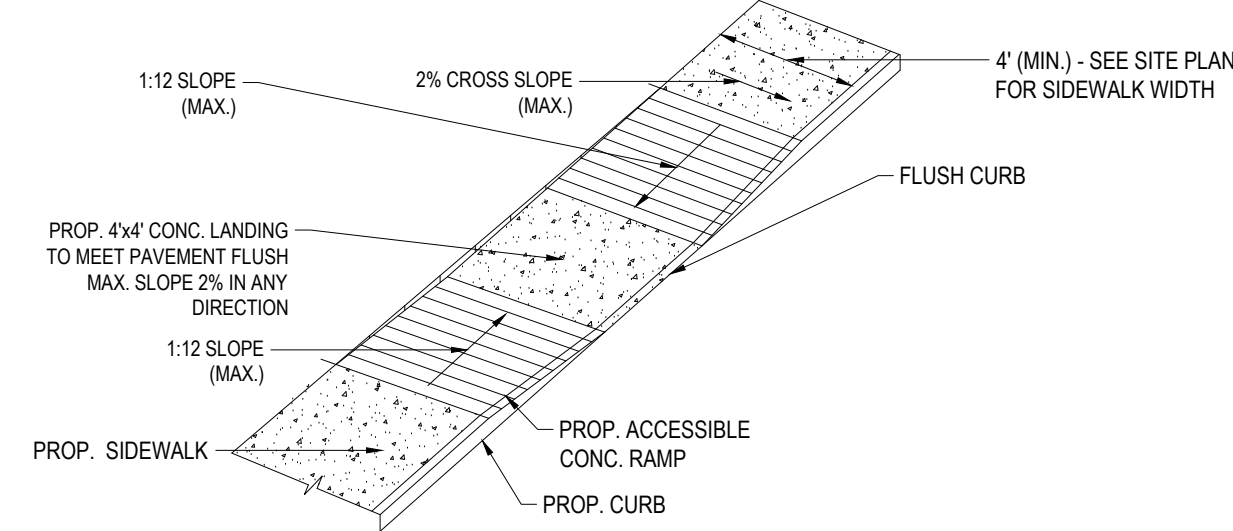 1:12 SLOPE
(MAX.)
2% CROSS SLOPE
(MAX.)
4' (MIN.) - SEE SITE PLAN
FOR SIDEWALK WIDTH
FLUSH CURB
PROP. 4'x4' CONC. LANDING
TO MEET PAVEMENT FLUSH
MAX. SLOPE 2% IN ANY
DIRECTION
1:12 SLOPE
(MAX.)
PROP. SIDEWALK
PROP. ACCESSIBLE
CONC. RAMP
PROP. CURB